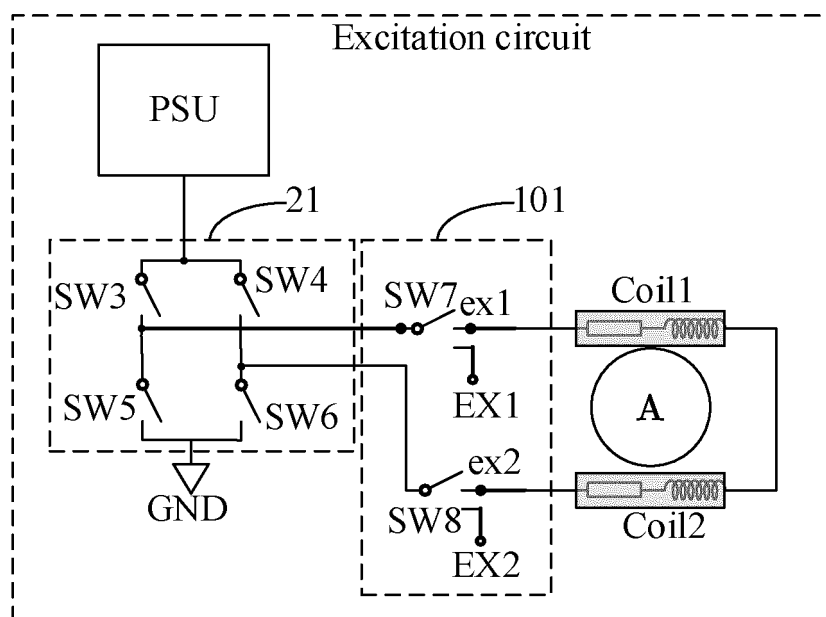 Excitation circuit
PSU
21
101
SW3
SW4
SW7
ex1
Coil1
SW5
SW6
EX1
A
GND
ex2
SW8
Coil2
EX2